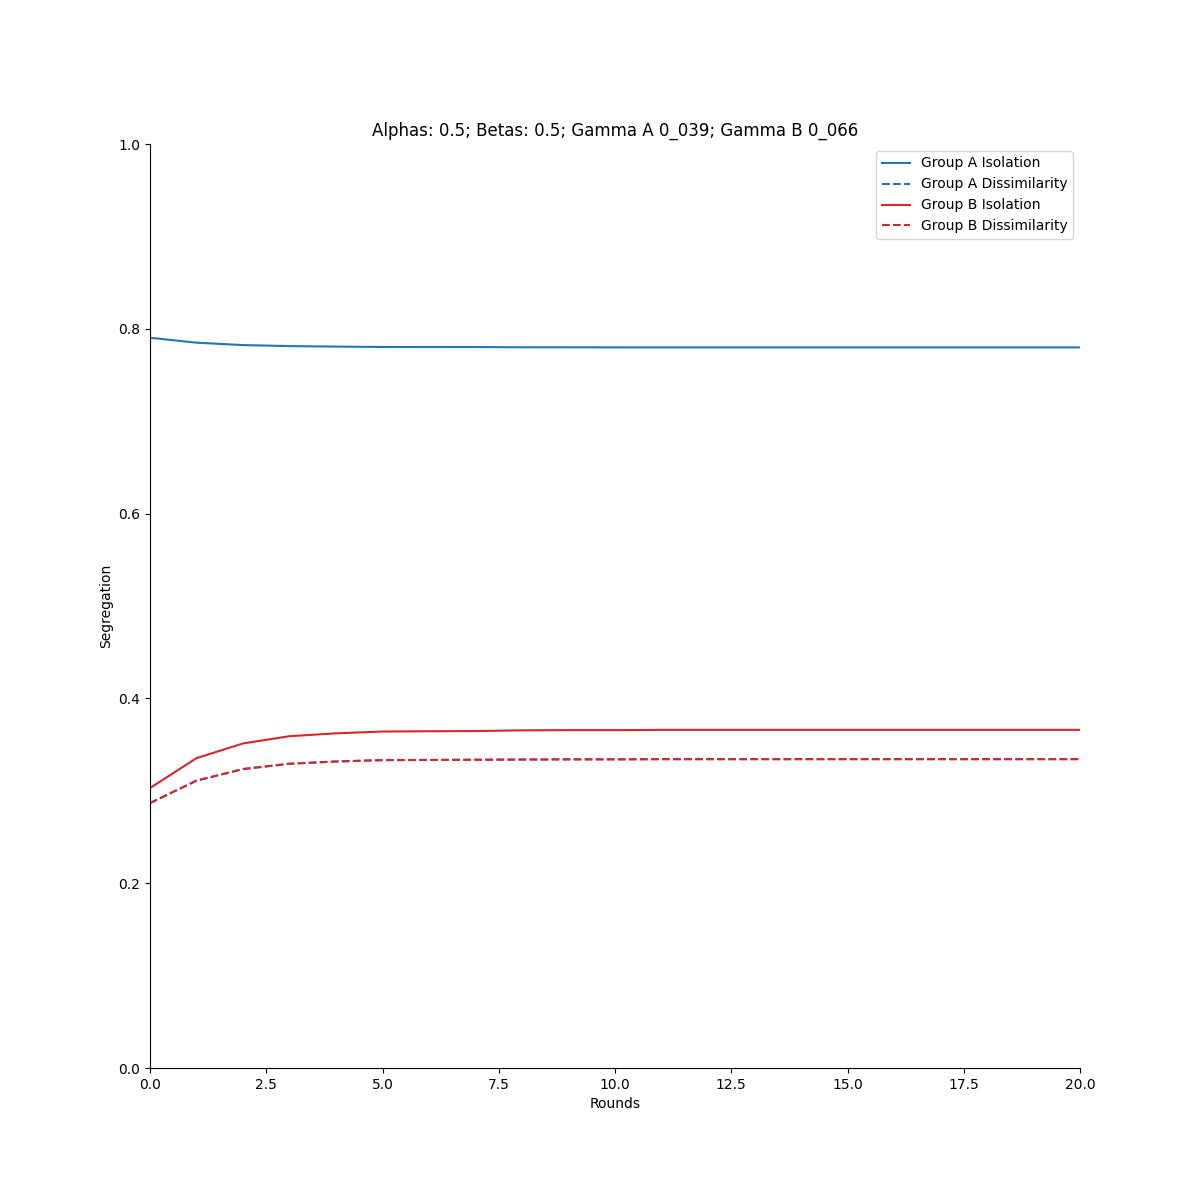 Alphas: 0.5; Betas: 0.5; Gamma A 0_039; Gamma B 0_066
1.0
Group A Isolation
Group A Dissimilarity
Group B Isolation
Group B Dissimilarity
0.8
0.6
Segregation
0.4
0.2
0.0
0.0 2.5 5.0 7.5 10.0 12.5 15.0 17.5 20.0
Rounds